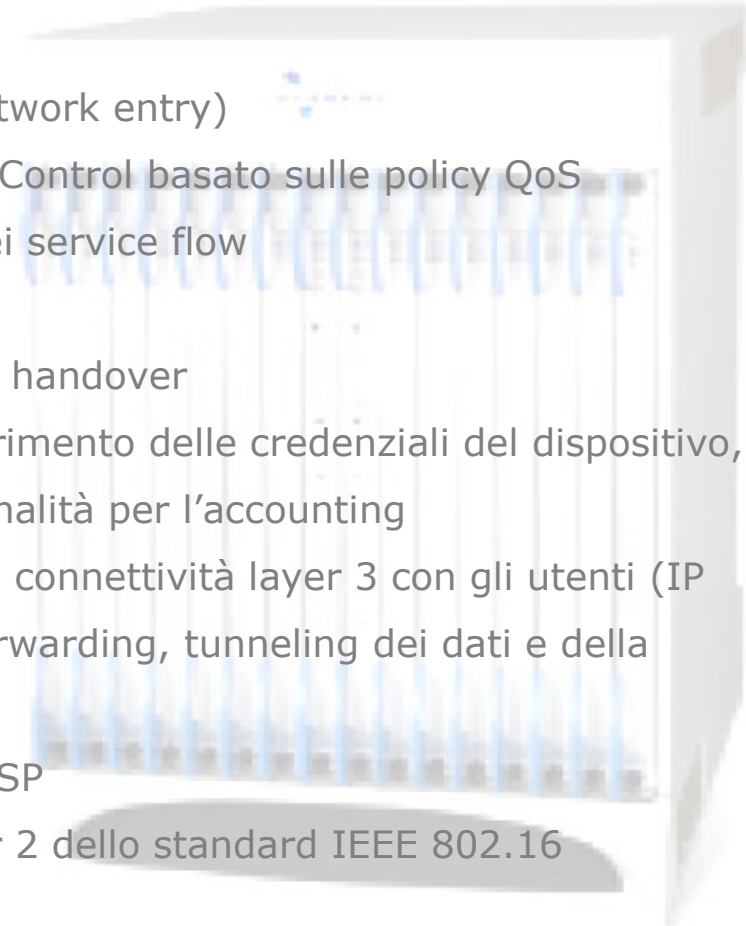 twork entry)
Control basato sulle policy QoS
ei service flow
handover
rimento delle credenziali del dispositivo,
nalità per l’accounting
connettività layer 3 con gli utenti (IP
rwarding, tunneling dei dati e della
SP
r 2 dello standard IEEE 802.16